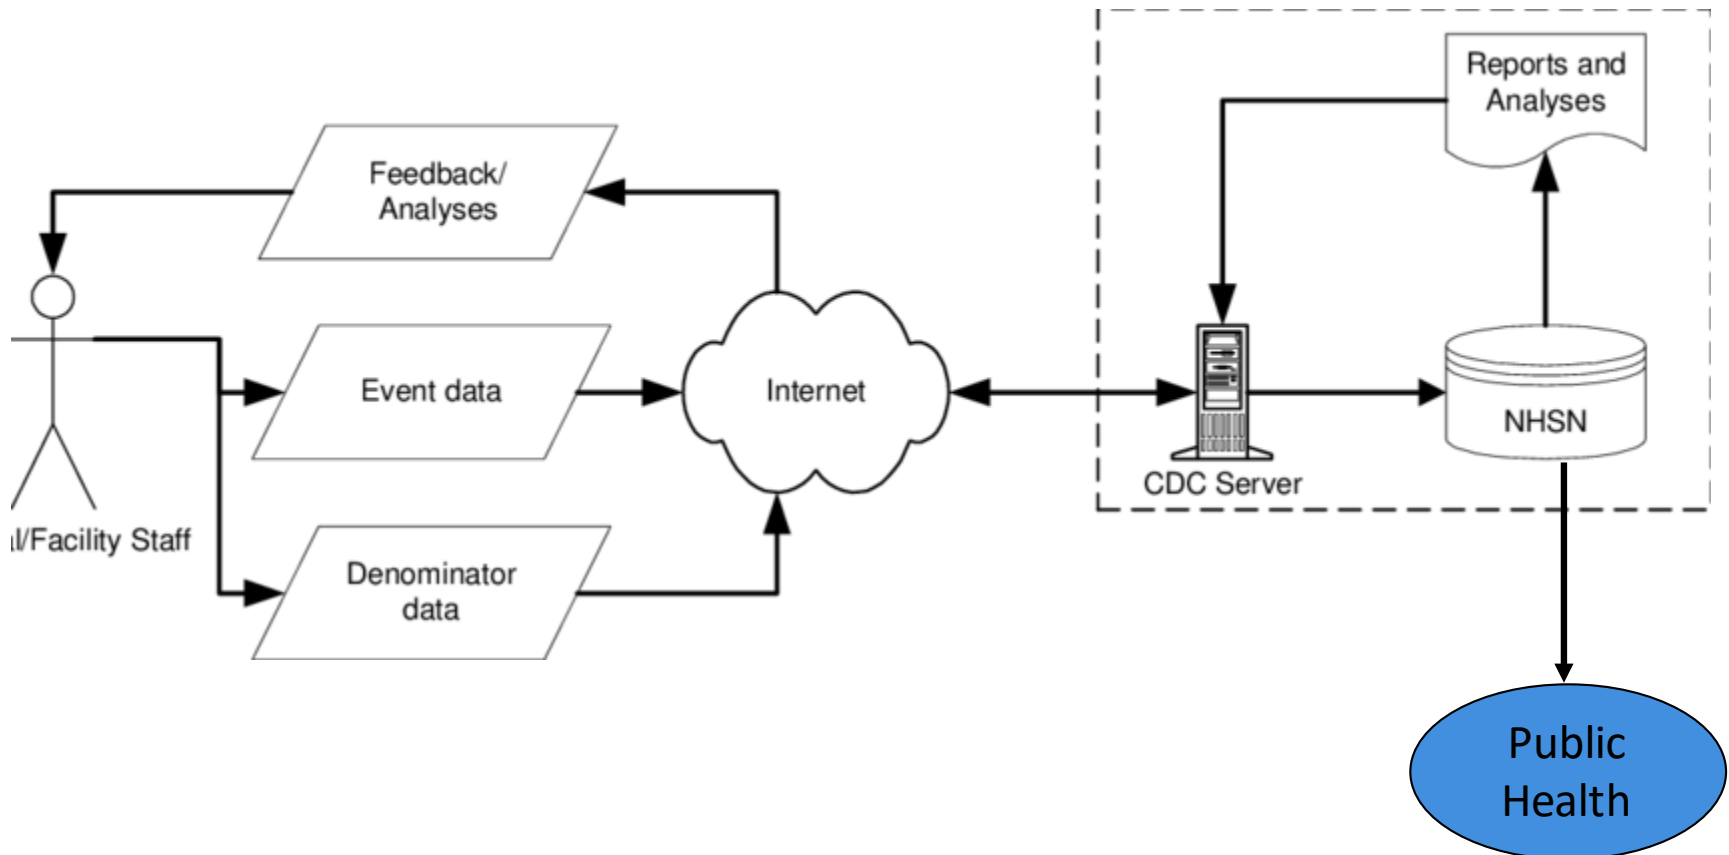 Reports and
Analyses
Feedback/
Analyses
Event data
Internet
NHSN
CDC Server
/Facility Staff
Denominator
data
Public
Health